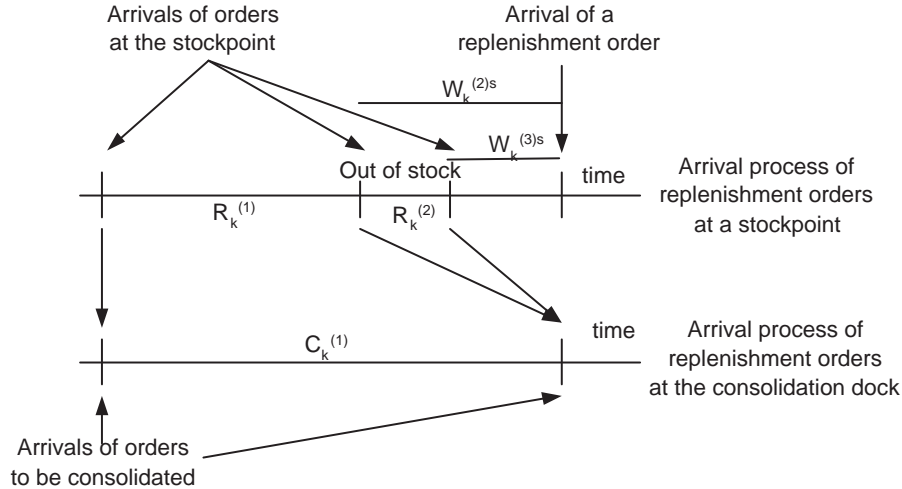 Arrivals of orders
at the stockpoint
Arrival of a
replenishment order
W_k^(2)s
W_k^(3)s
Out of stock
time
R_k^(1)
R_k^(2)
Arrival process of
replenishment orders
at a stockpoint
time
C_k^(1)
Arrival process of
replenishment orders
at the consolidation dock
Arrivals of orders
to be consolidated